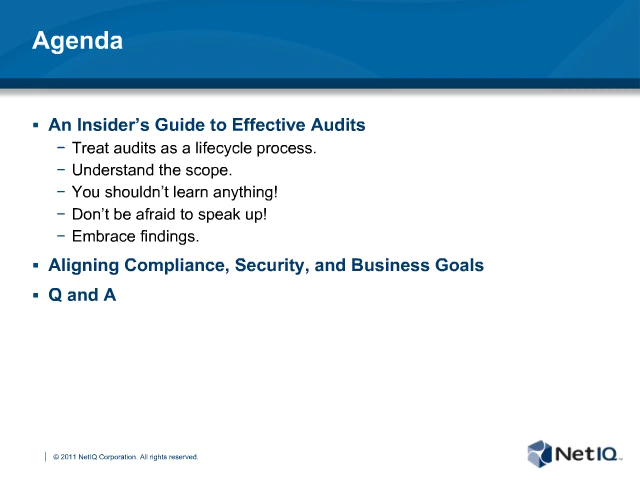 Agenda
▪ An Insider’s Guide to Effective Audits
− Treat audits as a lifecycle process.
− Understand the scope.
− You shouldn’t learn anything!
− Don’t be afraid to speak up!
− Embrace findings.
▪ Aligning Compliance, Security, and Business Goals
▪ Q and A
© 2011 NetIQ Corporation. All rights reserved.
NetIQ™